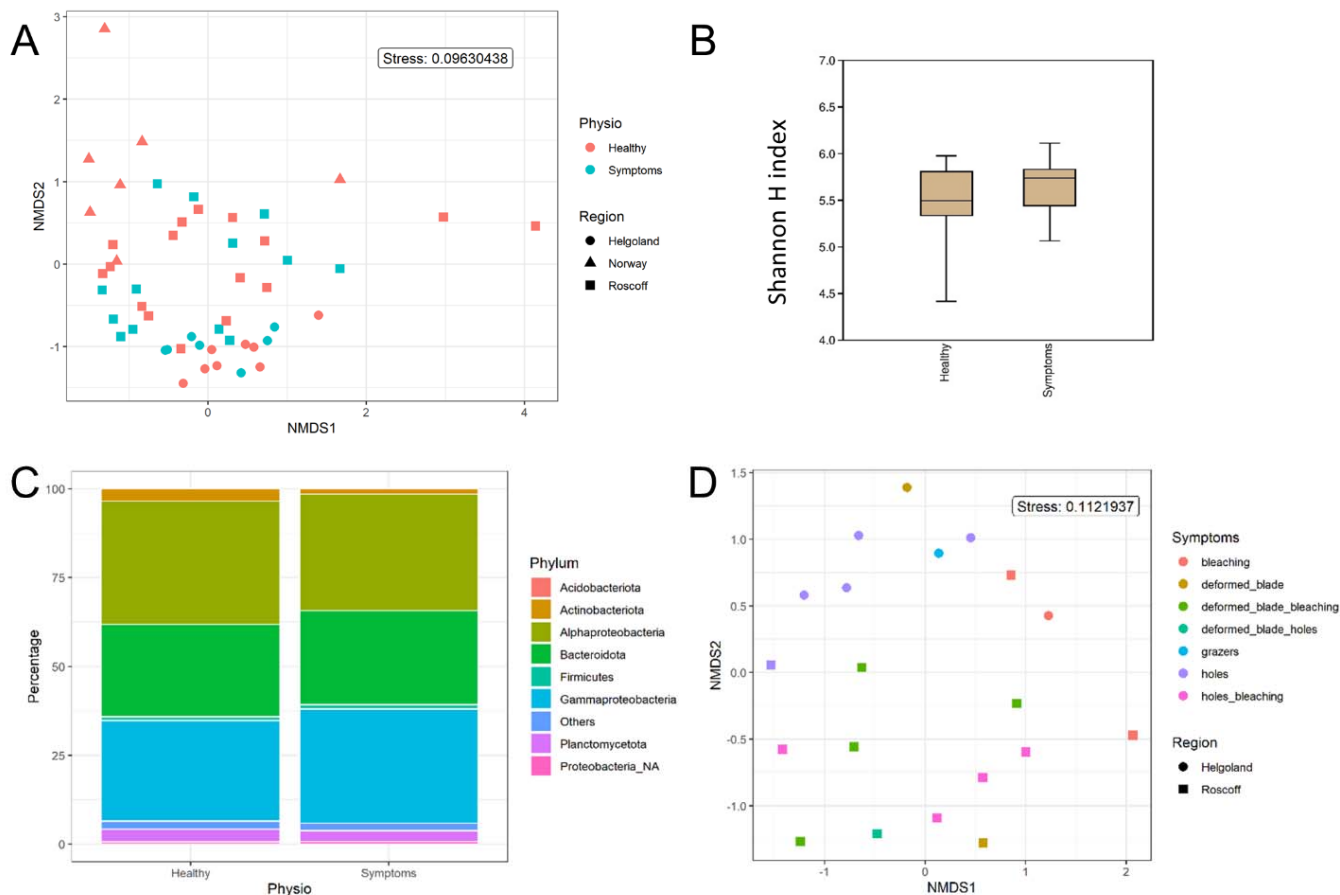 A
3
2
1
0
-1
NMDS2
0
2
4
NMDS1
Stress: 0.09630438
Physio
Healthy
Symptoms
Region
Helgoland
Norway
Roscoff
B
7.0
6.5
6.0
5.5
5.0
4.5
4.0
Shannon H index
Healthy
Symptoms
C
100
75
50
25
0
Percentage
Healthy
Symptoms
Physio
Phylum
Acidobacteriota
Actinobacteriota
Alphaproteobacteria
Bacteroidota
Firmicutes
Gammaproteobacteria
Others
Planctomycetota
Proteobacteria_NA
D
1.5
1.0
0.5
0.0
-0.5
-1.0
NMDS2
-1
0
1
2
NMDS1
Stress: 0.1121937
Symptoms
bleaching
deformed_blade
deformed_blade_bleaching
deformed_blade_holes
grazers
holes
holes_bleaching
Region
Helgoland
Roscoff